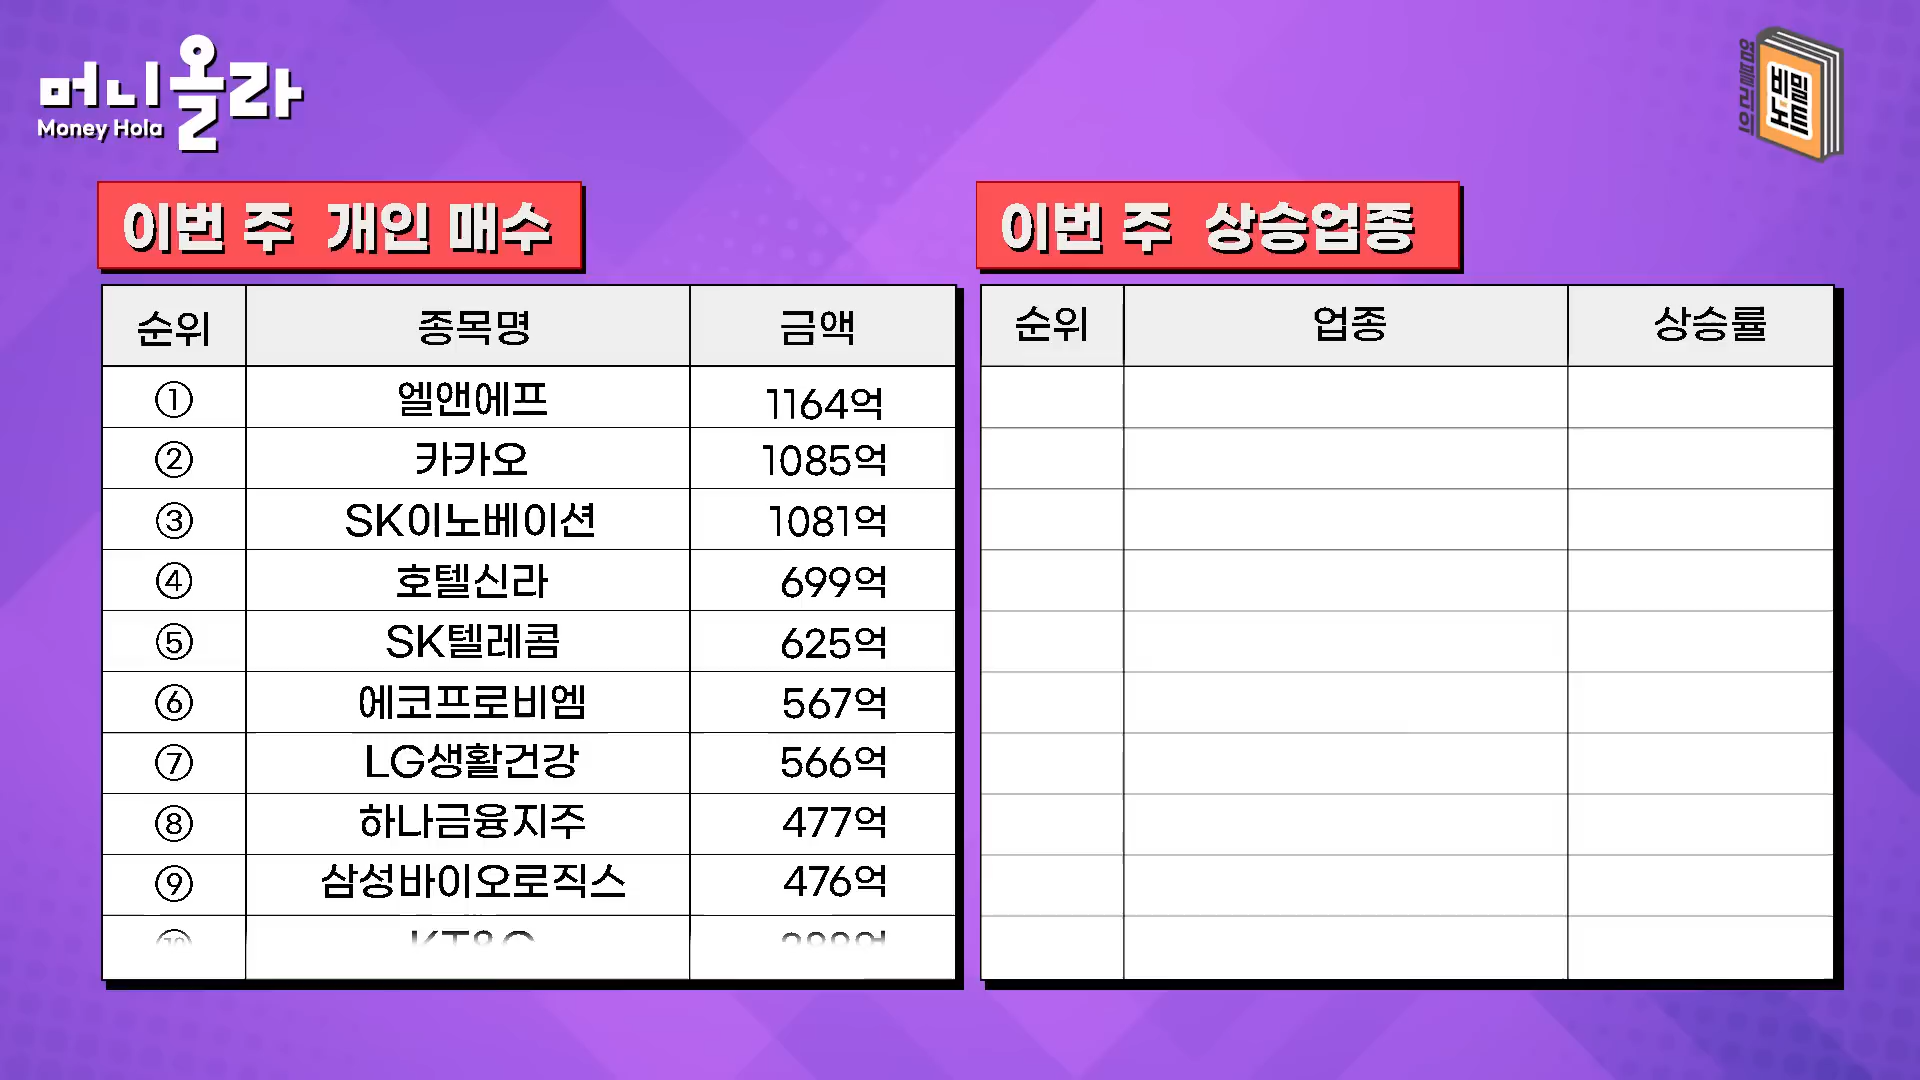 머니올라
Money Hola
염블리의
비밀노트
이번 주 개인 매수
순위 종목명 금액
① 엘앤에프 1164억
② 카카오 1085억
③ SK이노베이션 1081억
④ 호텔신라 699억
⑤ SK텔레콤 625억
⑥ 에코프로비엠 567억
⑦ LG생활건강 566억
⑧ 하나금융지주 477억
⑨ 삼성바이오로직스 476억
⑩ KT&G
이번 주 상승업종
순위 업종 상승률